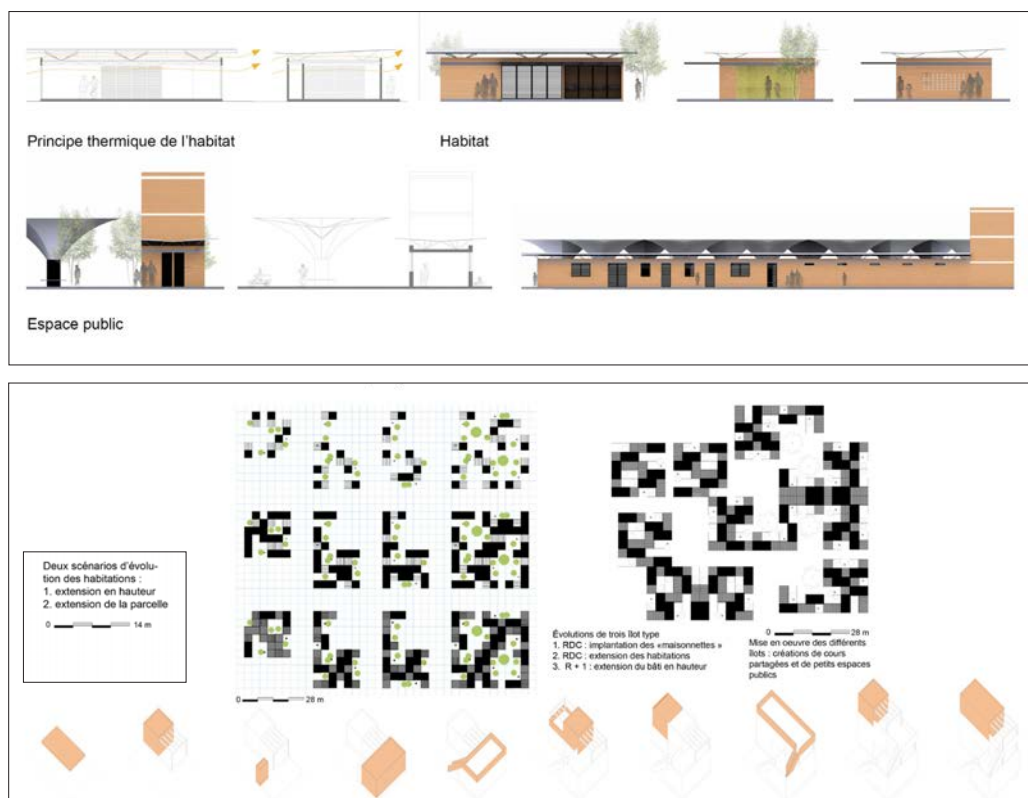 Principe thermique de l'habitat
Habitat
Espace public
Deux scénarios d'évolu-
tion des habitations :
1. extension en hauteur
2. extension de la parcelle
0 14 m
0 28 m
Évolutions de trois îlot type
1. RDC : implantation des «maisonnettes »
2. RDC : extension des habitations
3. R + 1 : extension du bâti en hauteur
0 28 m
Mise en oeuvre des différents
îlots : créations de cours
partagées et de petits espaces
publics